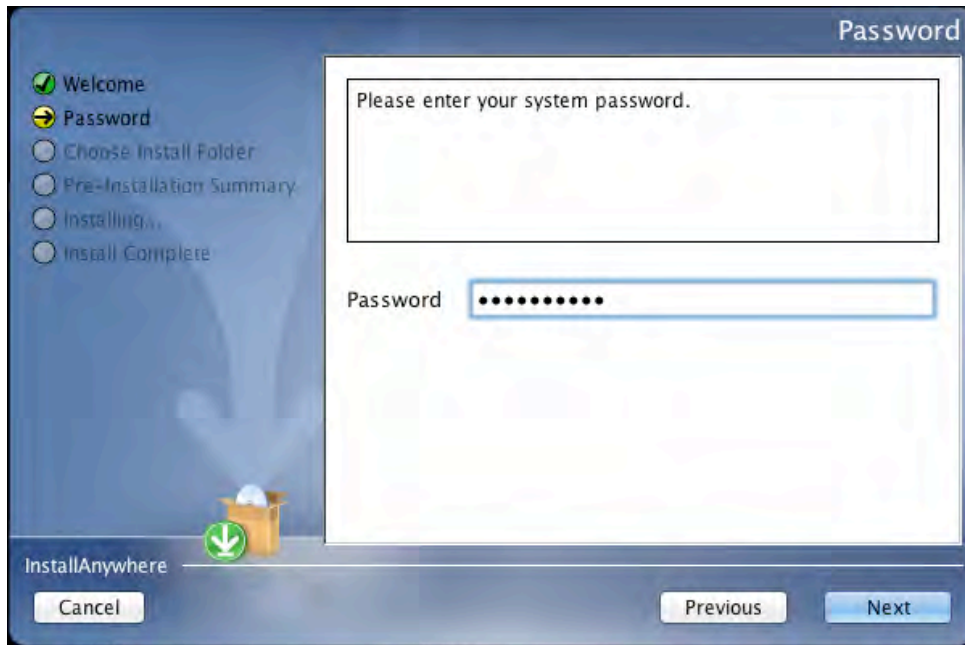 Password
Welcome
Password
Choose Install Folder
Pre-Installation Summary
Installing...
Install Complete
Please enter your system password.
Password ••••••••••
InstallAnywhere
Cancel
Previous
Next